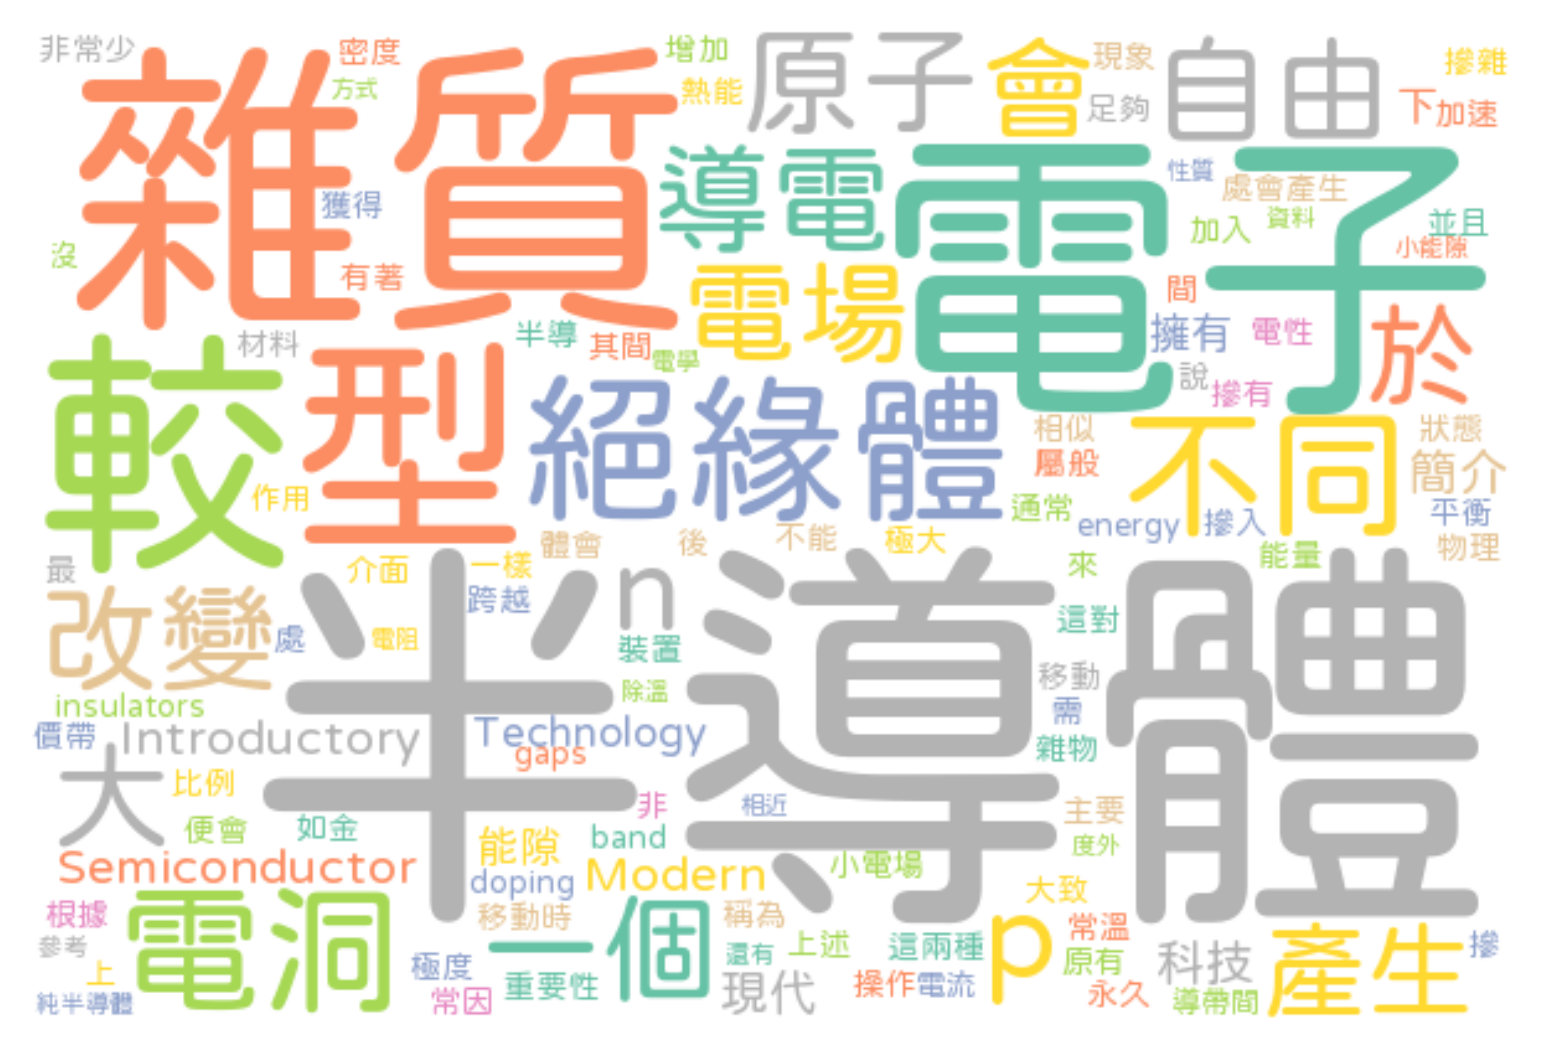 非常少
密度
增加
原子
會
現象
自由
摻雜
方式
熱能
足夠
下
加速
雜質
導電
電子
性質
處會產生
獲得
加入
資料
並且
沒
有著
電場
間
小能隙
材料
半導
其間
電學
擁有
電性
於
較
型
絕緣體
說
摻有
相似
不同
狀態
屬般
簡介
作用
通常
energy
摻入
平衡
體會
後
不能
極大
能量
物理
最
介面
一樣
半導體
來
改變
跨越
n
處
電阻
裝置
這對
insulators
除溫
移動
價帶
Introductory
Technology
需
gaps
雜物
大
比例
非
相近
主要
便會
如金
能隙
band
度外
Semiconductor
doping
Modern
小電場
大致
根據
電洞
移動時
一個
稱為
p
常溫
參考
還有
上述
這兩種
原有
科技
產生
摻
上
極度
重要性
現代
操作
電流
永久
純半導體
常因
導帶間